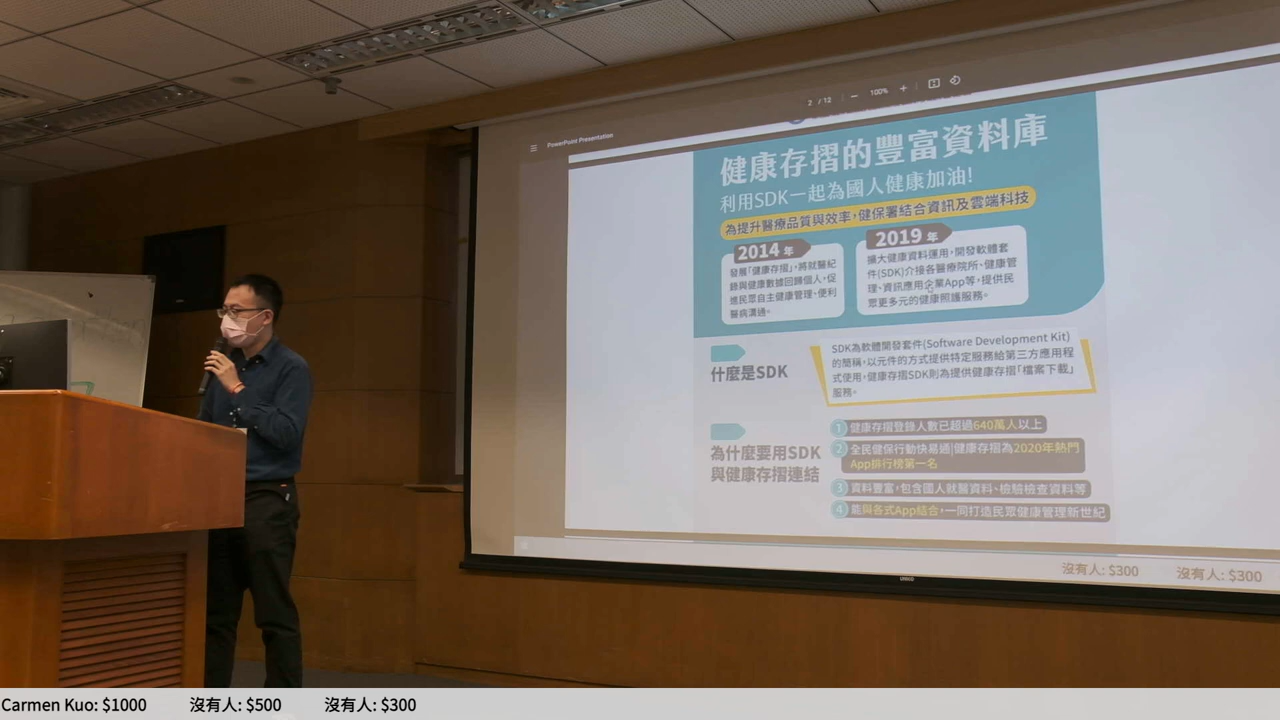 2 / 12
100%
PowerPoint Presentation
健康存摺的豐富資料庫
利用SDK一起為國人健康加油!
為提升醫療品質與效率,健保署結合資訊及雲端科技
2014 年
發展「健康存摺」,將就醫紀
錄與健康數據回歸個人,促
進民眾自主健康管理、便利
醫病溝通。
2019 年
擴大健康資料運用,開發軟體套
件(SDK)介接各醫療院所、健康管
理、資訊應用企業App等,提供民
眾更多元的健康照護服務。
什麼是SDK
SDK為軟體開發套件(Software Development Kit)
的簡稱,以元件的方式提供特定服務給第三方應用程
式使用,健康存摺SDK則為提供健康存摺「檔案下載」
服務。
為什麼要用SDK
與健康存摺連結
1 健康存摺登錄人數已超過640萬人以上
2 全民健保行動快易通|健康存摺為2020年熱門
App排行榜第一名
3 資料豐富,包含國人就醫資料、檢驗檢查資料等
4 能與各式App結合,一同打造民眾健康管理新世紀
沒有人: $300 沒有人: $300
Carmen Kuo: $1000 沒有人: $500 沒有人: $300